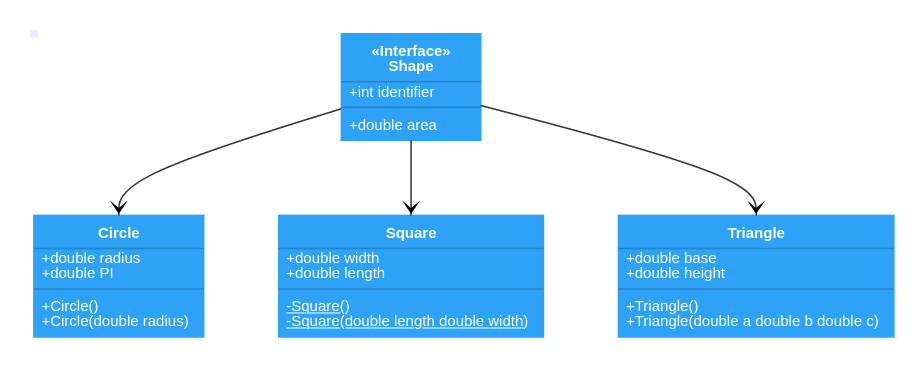 «Interface»
Shape
+int identifier
+double area
Circle
+double radius
+double PI
+Circle()
+Circle(double radius)
Square
+double width
+double length
-Square()
-Square(double length double width)
Triangle
+double base
+double height
+Triangle()
+Triangle(double a double b double c)